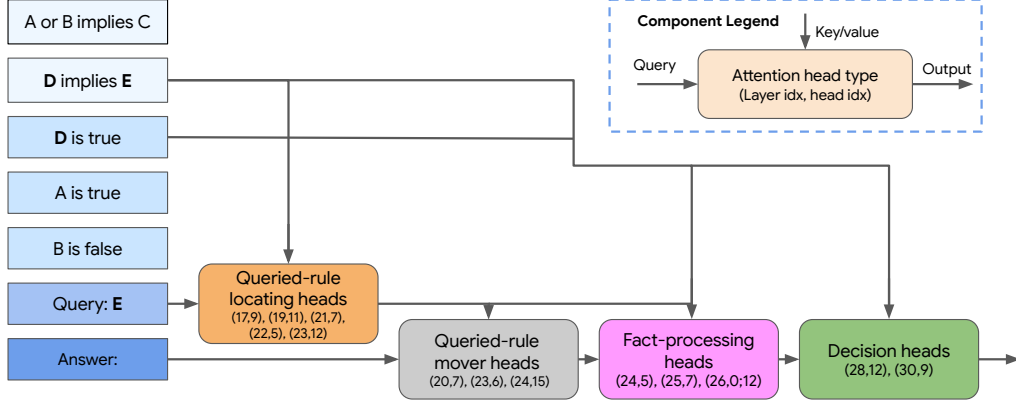 A or B implies C
D implies E
D is true
A is true
B is false
Query: E
Answer:
Component Legend
Key/value
Query
Attention head type
(Layer idx, head idx)
Output
Queried-rule
locating heads
(17,9), (19,11), (21,7),
(22,5), (23,12)
Queried-rule
mover heads
(20,7), (23,6), (24,15)
Fact-processing
heads
(24,5), (25,7), (26,0;12)
Decision heads
(28,12), (30,9)